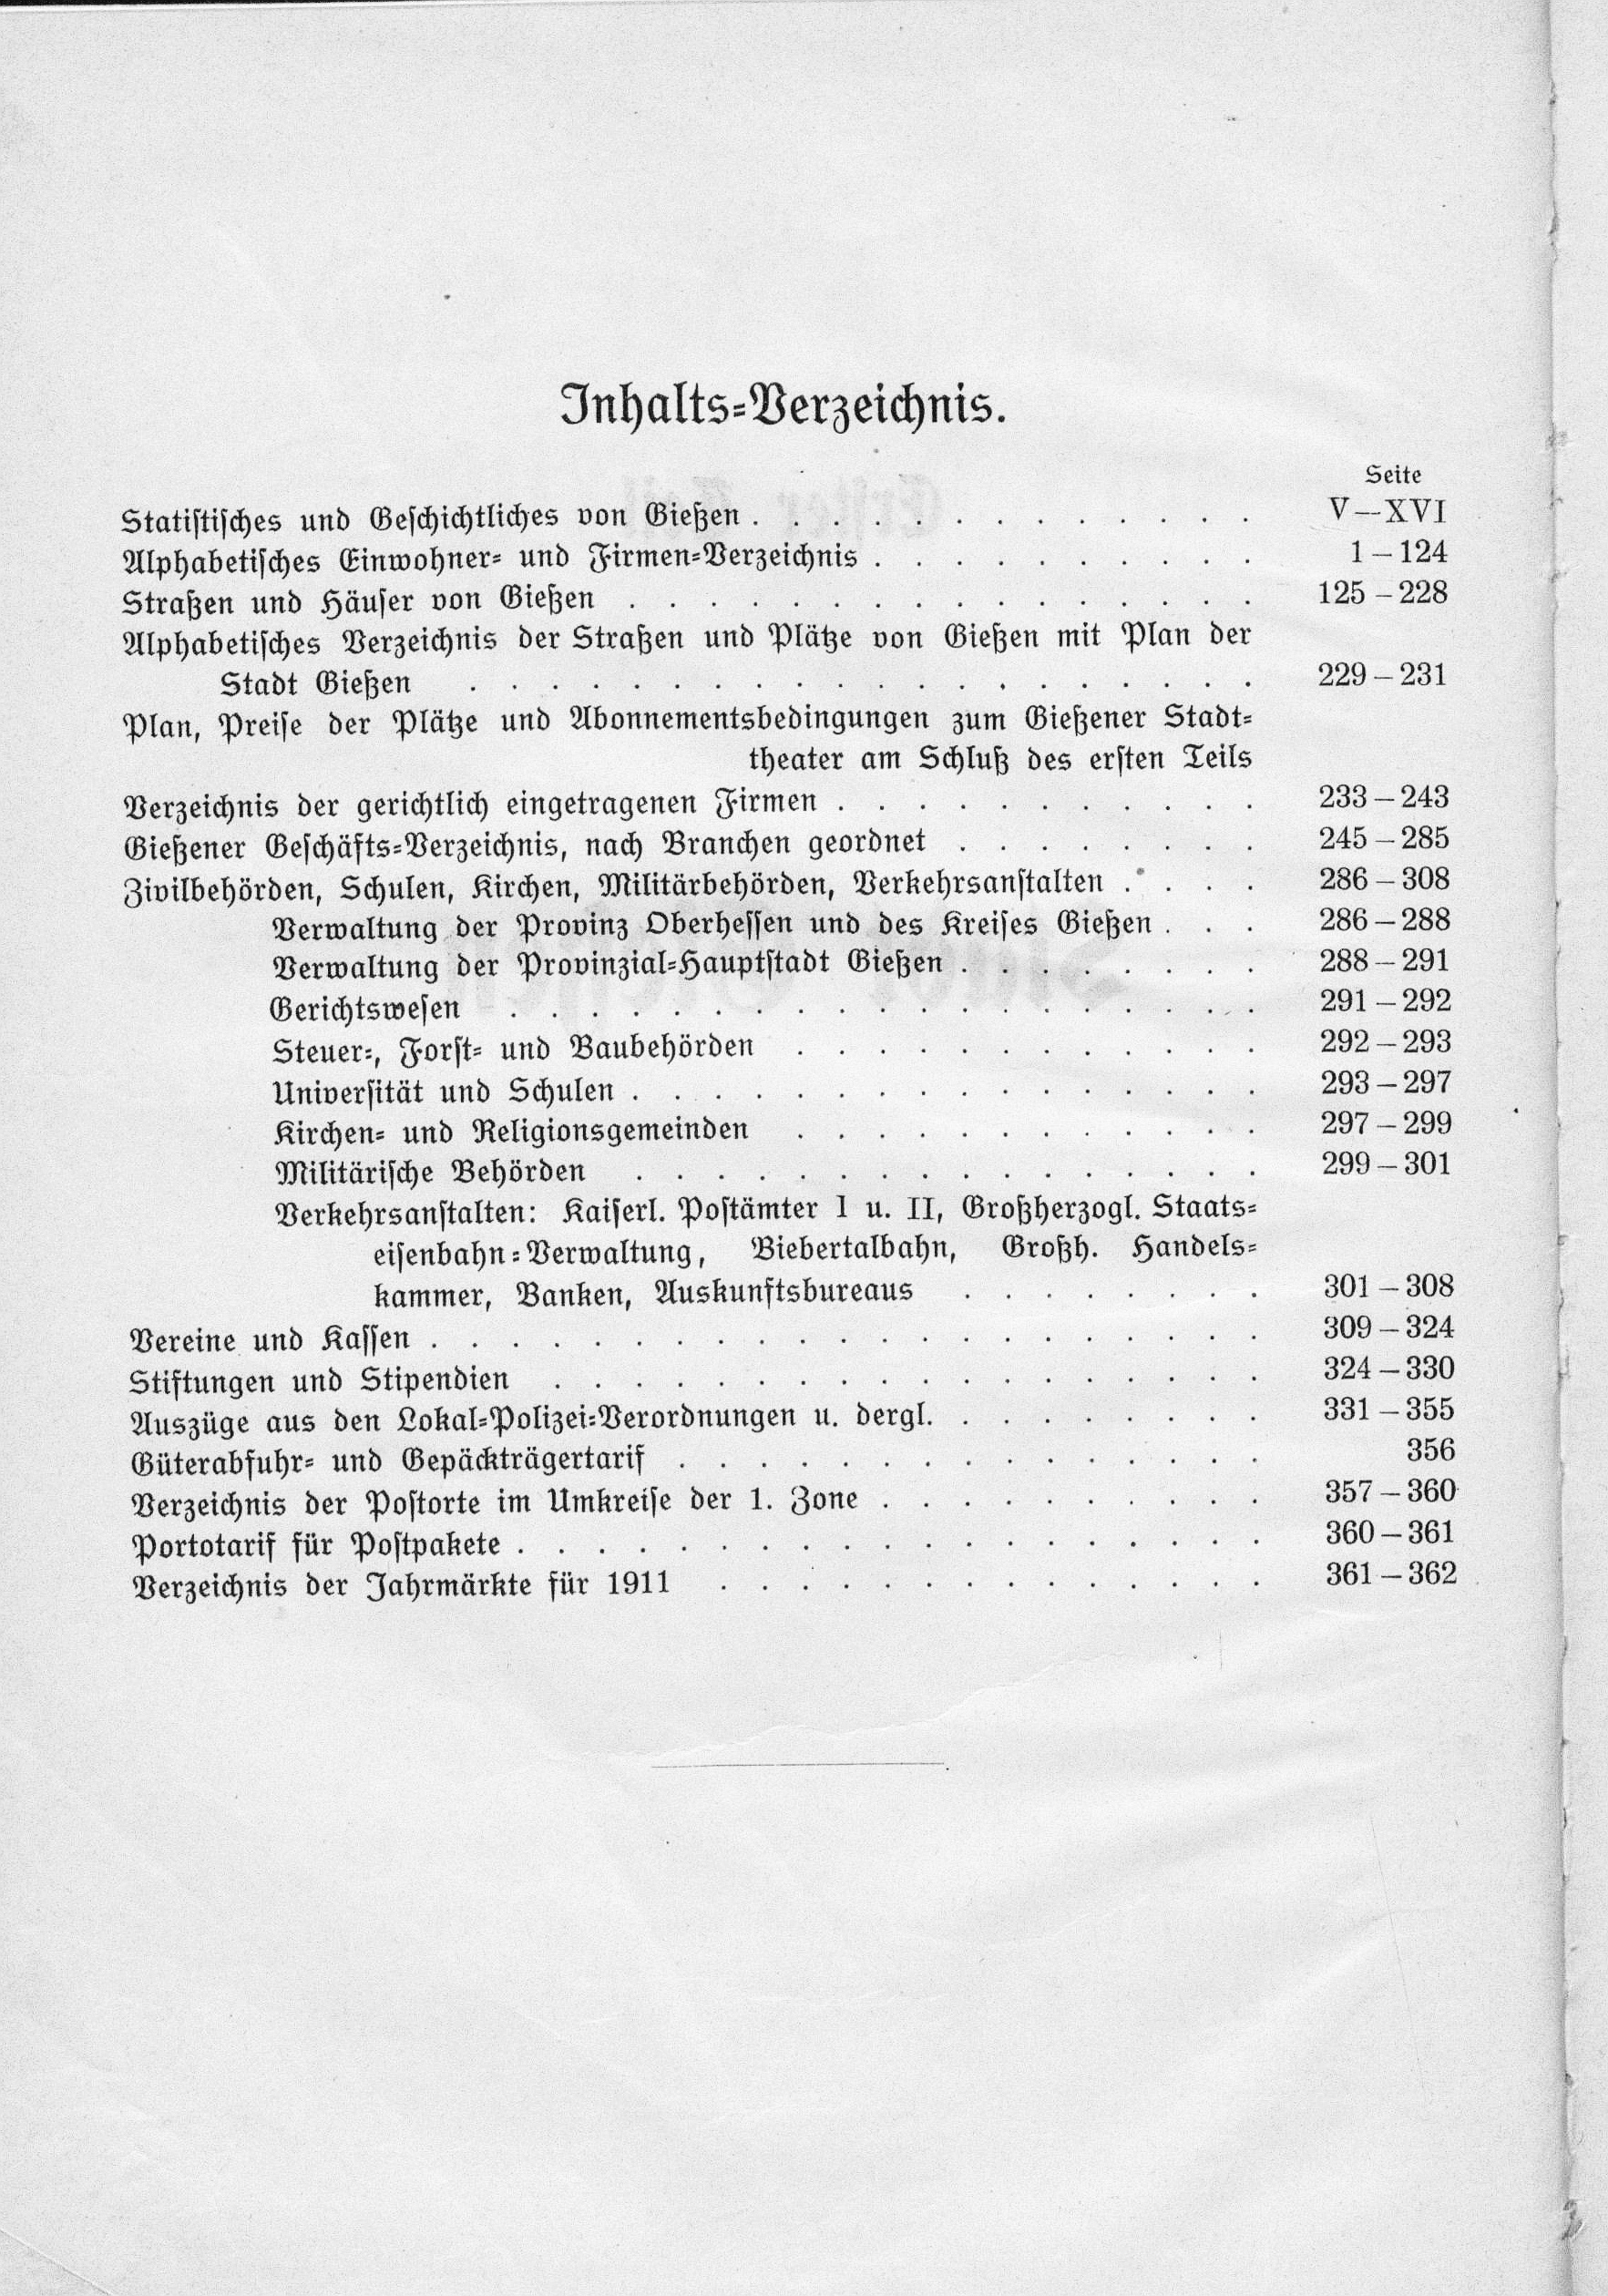 Inhalts-Verzeichnis.
Seite
Statistisches und Geschichtliches von Gießen . . . . . . . . . . . . . V—XVI
Alphabetisches Einwohner- und Firmen-Verzeichnis . . . . . . . . . . 1—124
Straßen und Häuser von Gießen . . . . . . . . . . . . . . . . 125—228
Alphabetisches Verzeichnis der Straßen und Plätze von Gießen mit Plan der
Stadt Gießen . . . . . . . . . . . . . . . . . . . . 229—231
Plan, Preise der Plätze und Abonnementsbedingungen zum Gießener Stadt-
theater am Schluß des ersten Teils
Verzeichnis der gerichtlich eingetragenen Firmen . . . . . . . . . . . 233—243
Gießener Geschäfts-Verzeichnis, nach Branchen geordnet . . . . . . . . 245—285
Zivilbehörden, Schulen, Kirchen, Militärbehörden, Verkehrsanstalten . . . . 286—308
Verwaltung der Provinz Oberhessen und des Kreises Gießen . . . 286—288
Verwaltung der Provinzial-Hauptstadt Gießen . . . . . . . . 288—291
Gerichtswesen . . . . . . . . . . . . . . . . . . . 291—292
Steuer-, Forst- und Baubehörden . . . . . . . . . . . . 292—293
Universität und Schulen . . . . . . . . . . . . . . . . 293—297
Kirchen- und Religionsgemeinden . . . . . . . . . . . . 297—299
Militärische Behörden . . . . . . . . . . . . . . . . 299—301
Verkehrsanstalten: Kaiserl. Postämter I u. II, Großherzogl. Staats-
eisenbahn-Verwaltung, Biebertalbahn, Großh. Handels-
kammer, Banken, Auskunftsbureaus . . . . . . . . 301—308
Vereine und Kassen . . . . . . . . . . . . . . . . . . . . . 309—324
Stiftungen und Stipendien . . . . . . . . . . . . . . . . . . 324—330
Auszüge aus den Lokal-Polizei-Verordnungen u. dergl. . . . . . . . . 331—355
Güterabfuhr- und Gepäckträgertarif . . . . . . . . . . . . . . . 356
Verzeichnis der Postorte im Umkreise der 1. Zone . . . . . . . . . . 357—360
Portotarif für Postpakete . . . . . . . . . . . . . . . . . . . 360—361
Verzeichnis der Jahrmärkte für 1911 . . . . . . . . . . . . . . 361—362